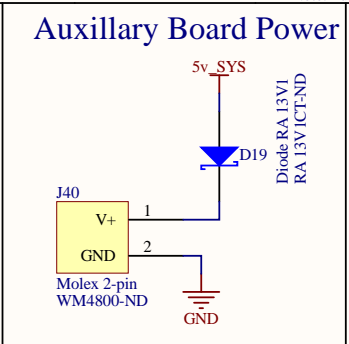 Auxillary Board Power
5v_SYS
D19
Diode RA 13V1
RA 13V1CT-ND
J40
V+
1
GND
2
Molex 2-pin
WM4800-ND
GND